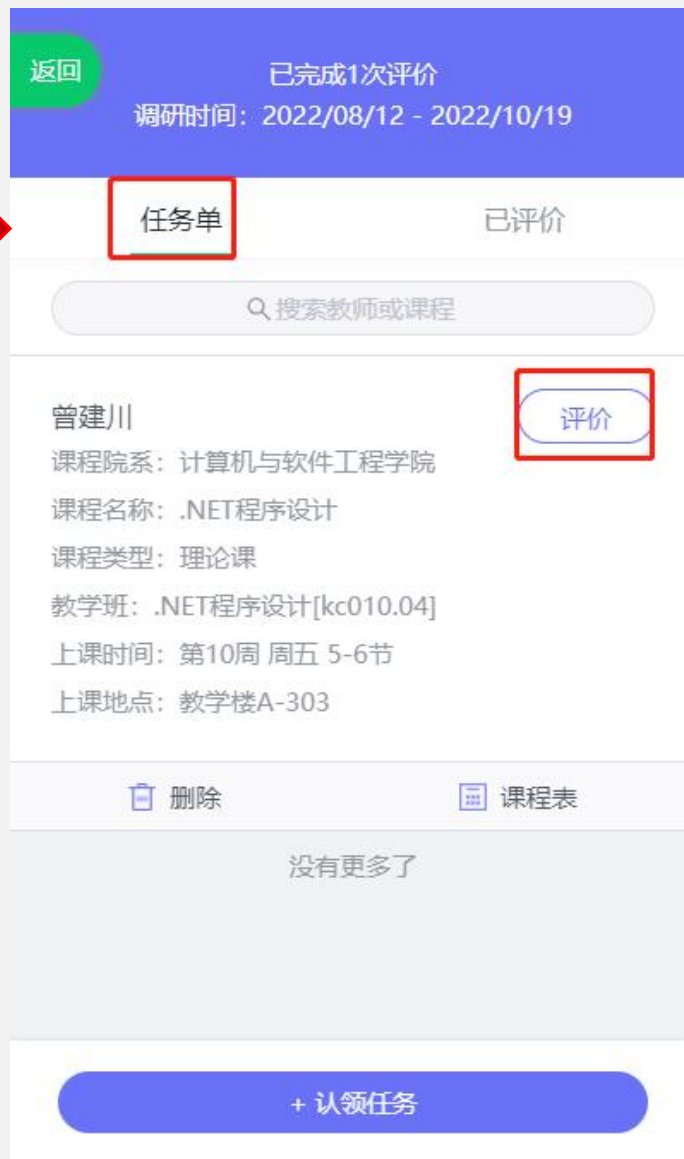 返回
已完成1次评价
调研时间：2022/08/12 - 2022/10/19
任务单
已评价
搜索教师或课程
曾建川
评价
课程院系：计算机与软件工程学院
课程名称：.NET程序设计
课程类型：理论课
教学班：.NET程序设计[kc010.04]
上课时间：第10周 周五 5-6节
上课地点：教学楼A-303
删除
课程表
没有更多了
+ 认领任务